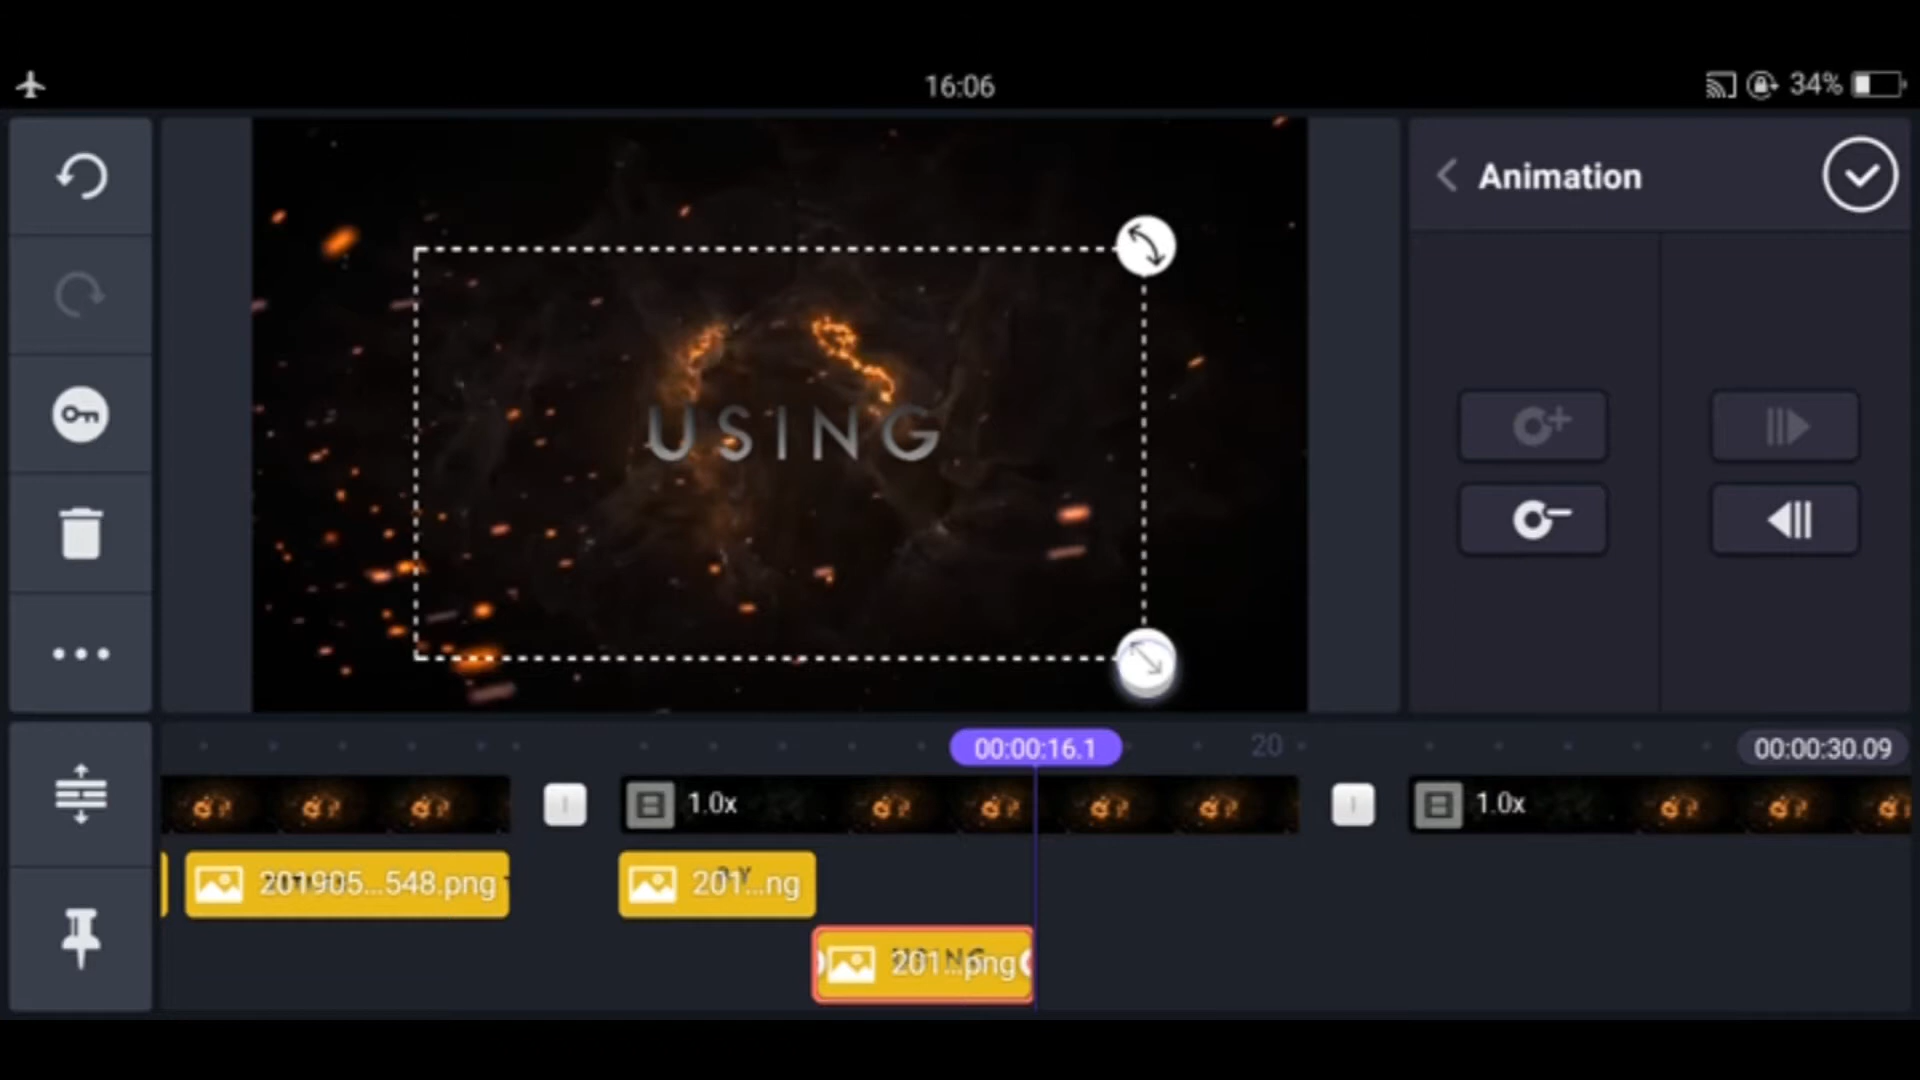 16:06
34%
Animation
USING
00:00:16.1
20
00:00:30.09
1.0x
1.0x
201905...548.png
201...ng
201...png